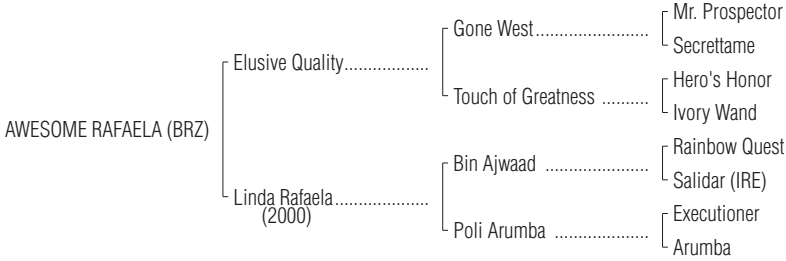 Mr. Prospector
Gone West........................
Secrettame
Elusive Quality..................
Hero's Honor
Touch of Greatness ..........
Ivory Wand
AWESOME RAFAELA (BRZ)
Rainbow Quest
Bin Ajwaad ......................
Salidar (IRE)
Linda Rafaela....................
(2000)
Executioner
Poli Arumba ....................
Arumba